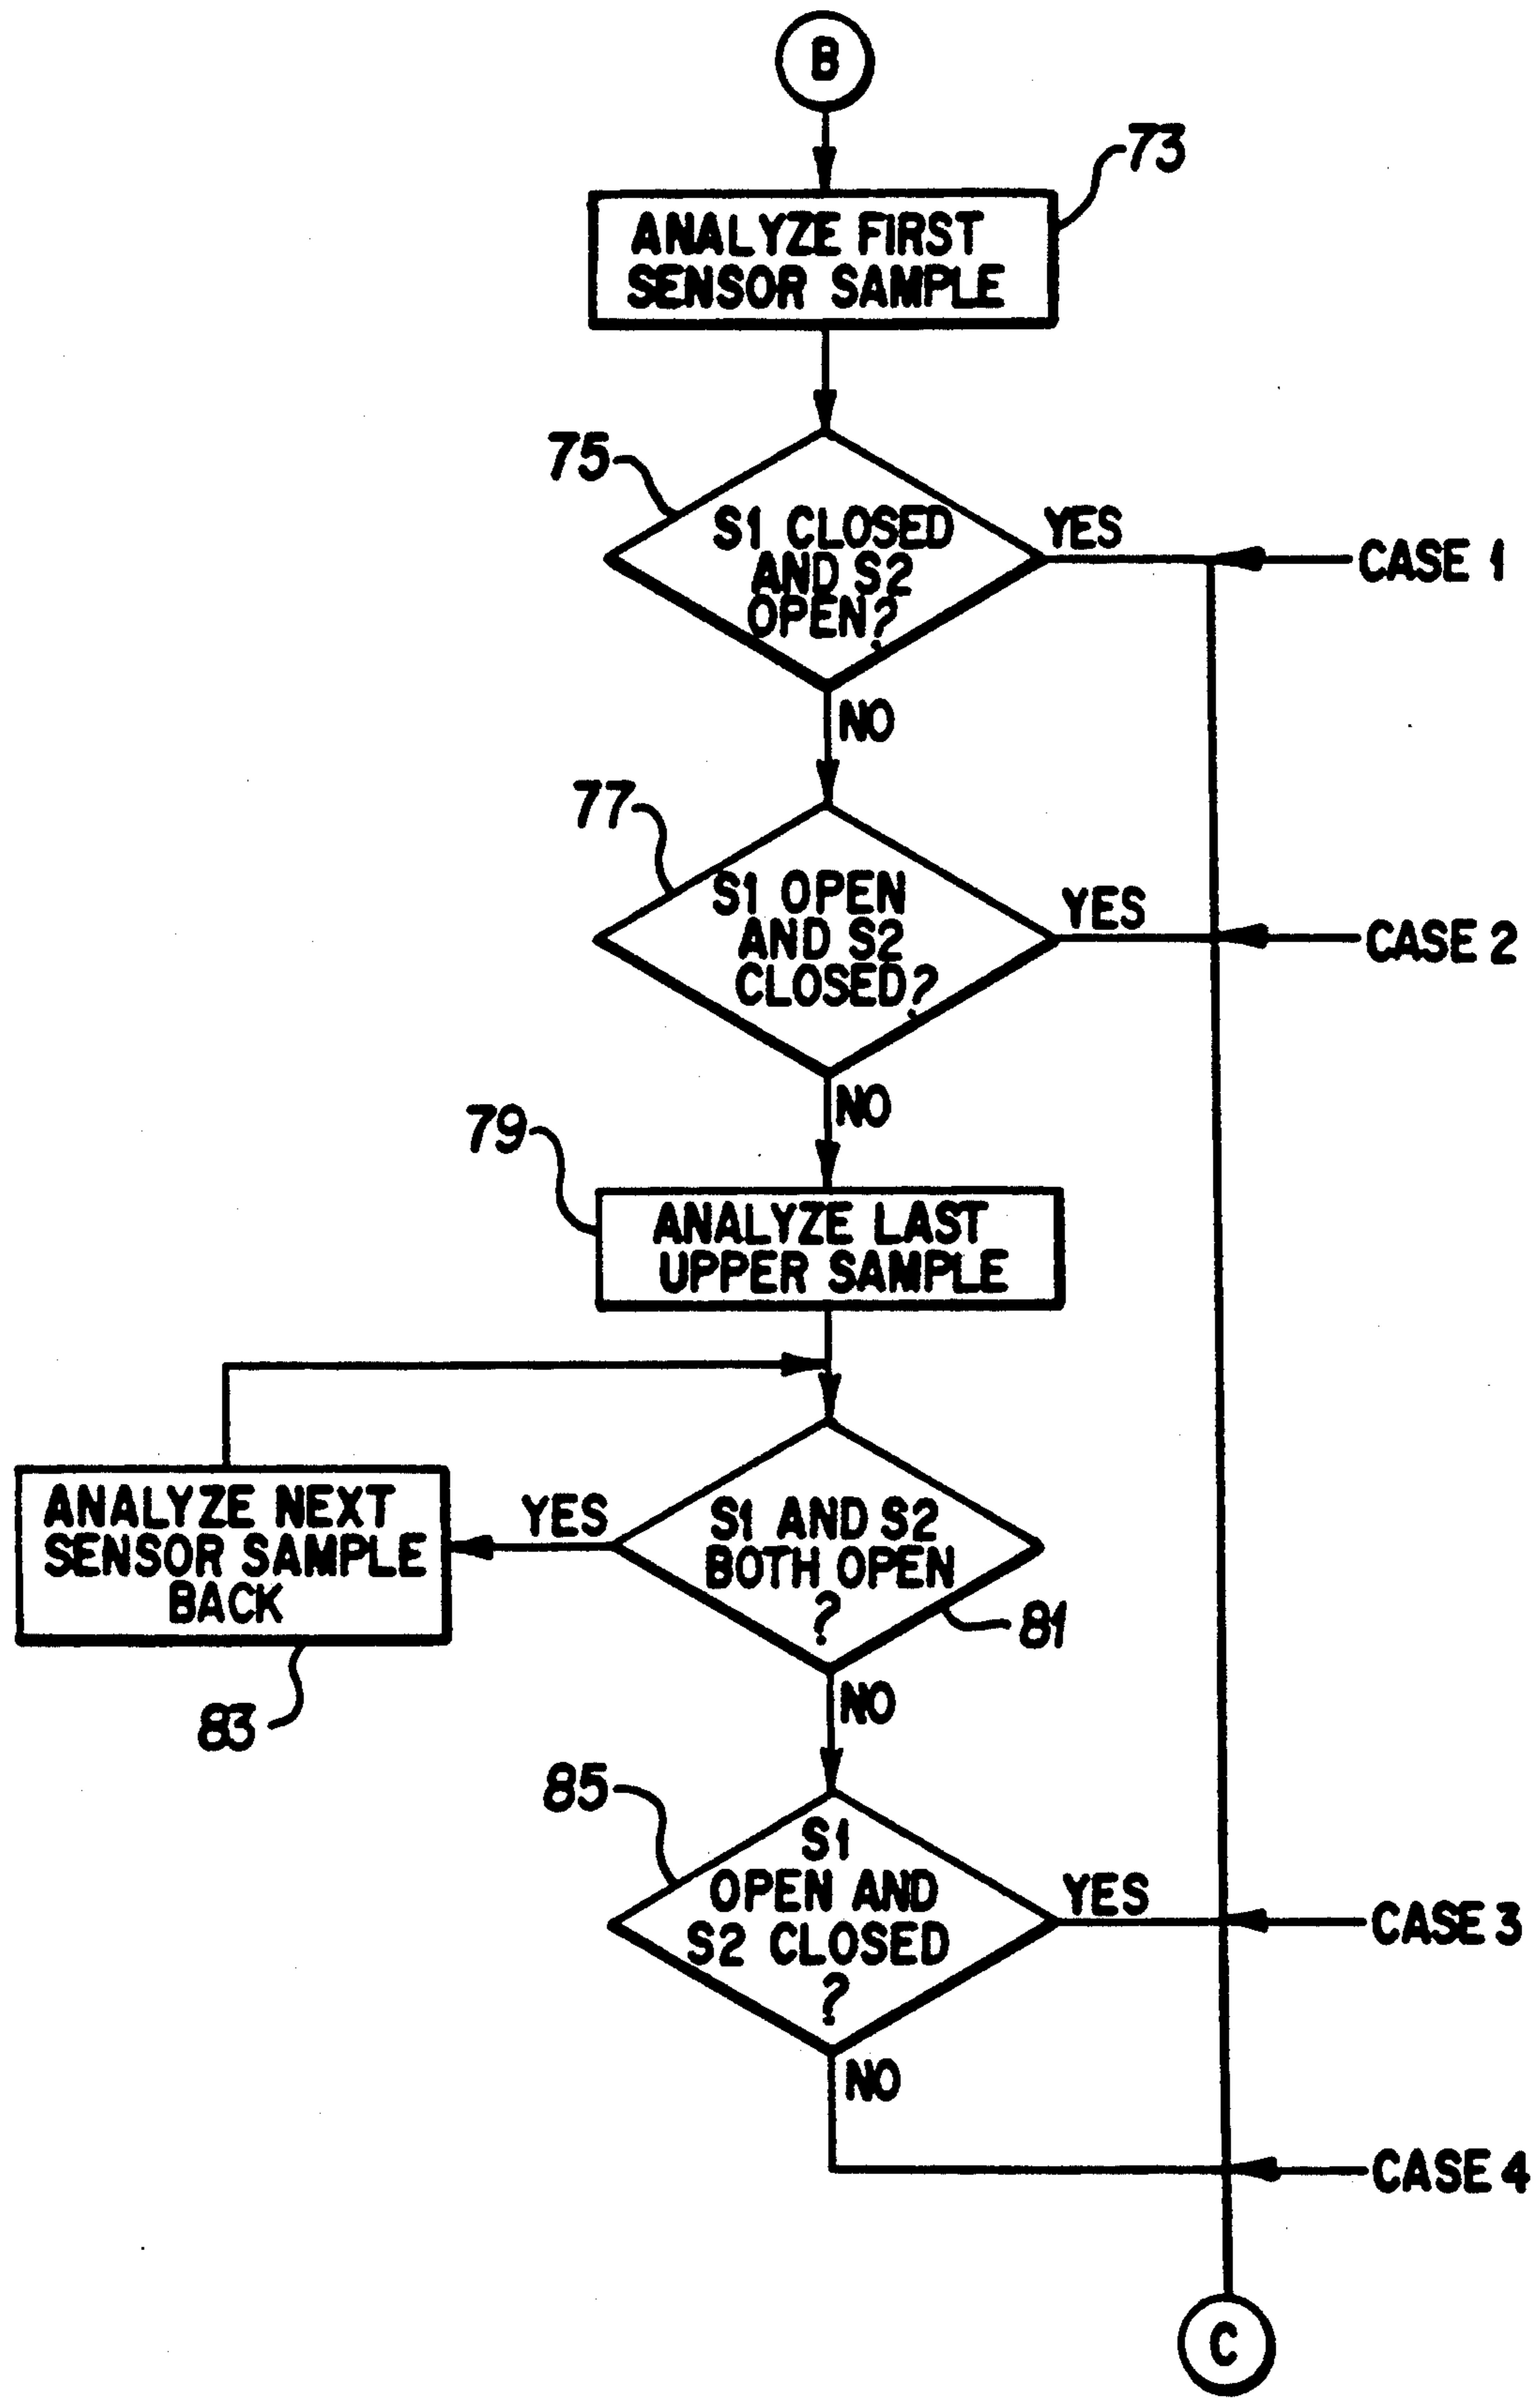 B
73
ANALYZE FIRST
SENSOR SAMPLE
75
S1 CLOSED
AND S2
OPEN?
YES
CASE 1
NO
77
S1 OPEN
AND S2
CLOSED?
YES
CASE 2
NO
79
ANALYZE LAST
UPPER SAMPLE
ANALYZE NEXT
SENSOR SAMPLE
BACK
83
YES
S1 AND S2
BOTH OPEN
?
81
NO
85
S1
OPEN AND
S2 CLOSED
?
YES
CASE 3
NO
CASE 4
C